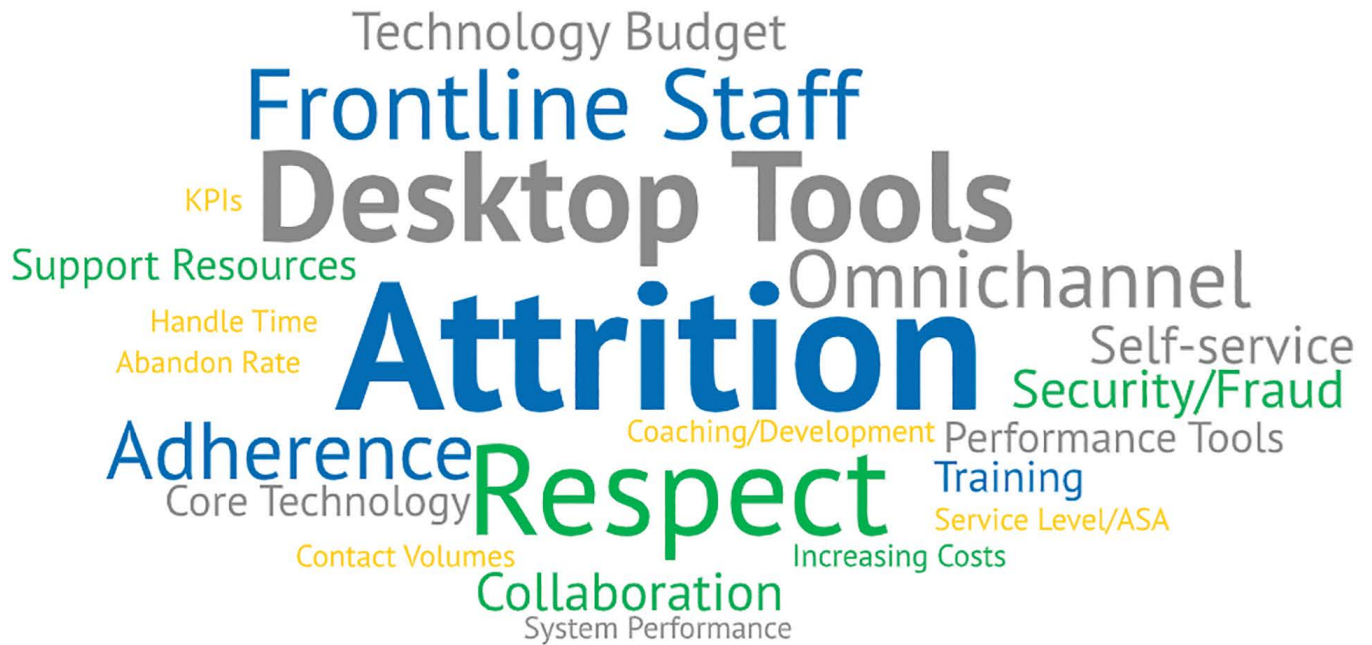 Technology Budget
Frontline Staff
Desktop Tools
KPIs
Support Resources
Omnichannel
Attrition
Handle Time
Self-service
Abandon Rate
Security/Fraud
Adherence
Coaching/Development
Performance Tools
Respect
Training
Core Technology
Service Level/ASA
Contact Volumes
Increasing Costs
Collaboration
System Performance